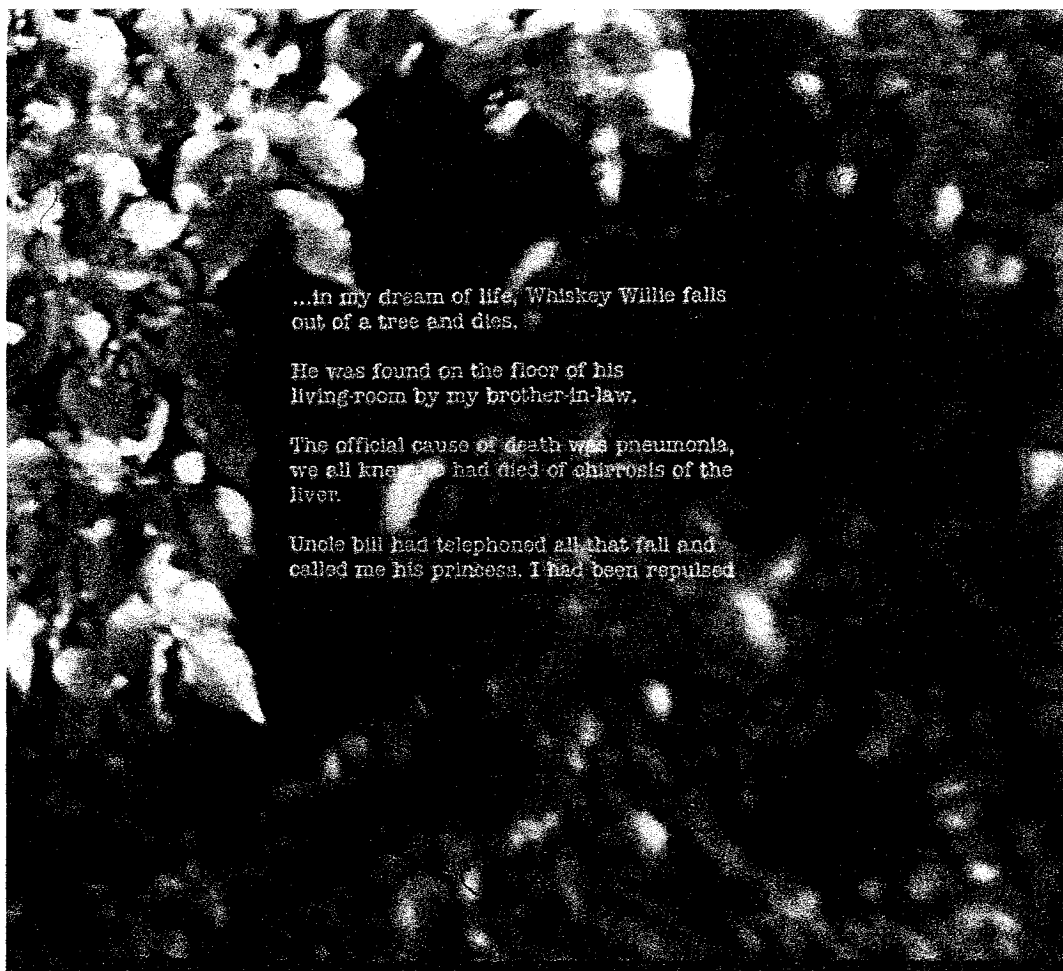 ...in my dream of life, Whiskey Willie falls
out of a tree and dies.
He was found on the floor of his
living-room by my brother-in-law.
The official cause of death was pneumonia,
we all knew he had died of chirrosis of the
liver.
Uncle bill had telephoned all that fall and
called me his princess. I had been repulsed